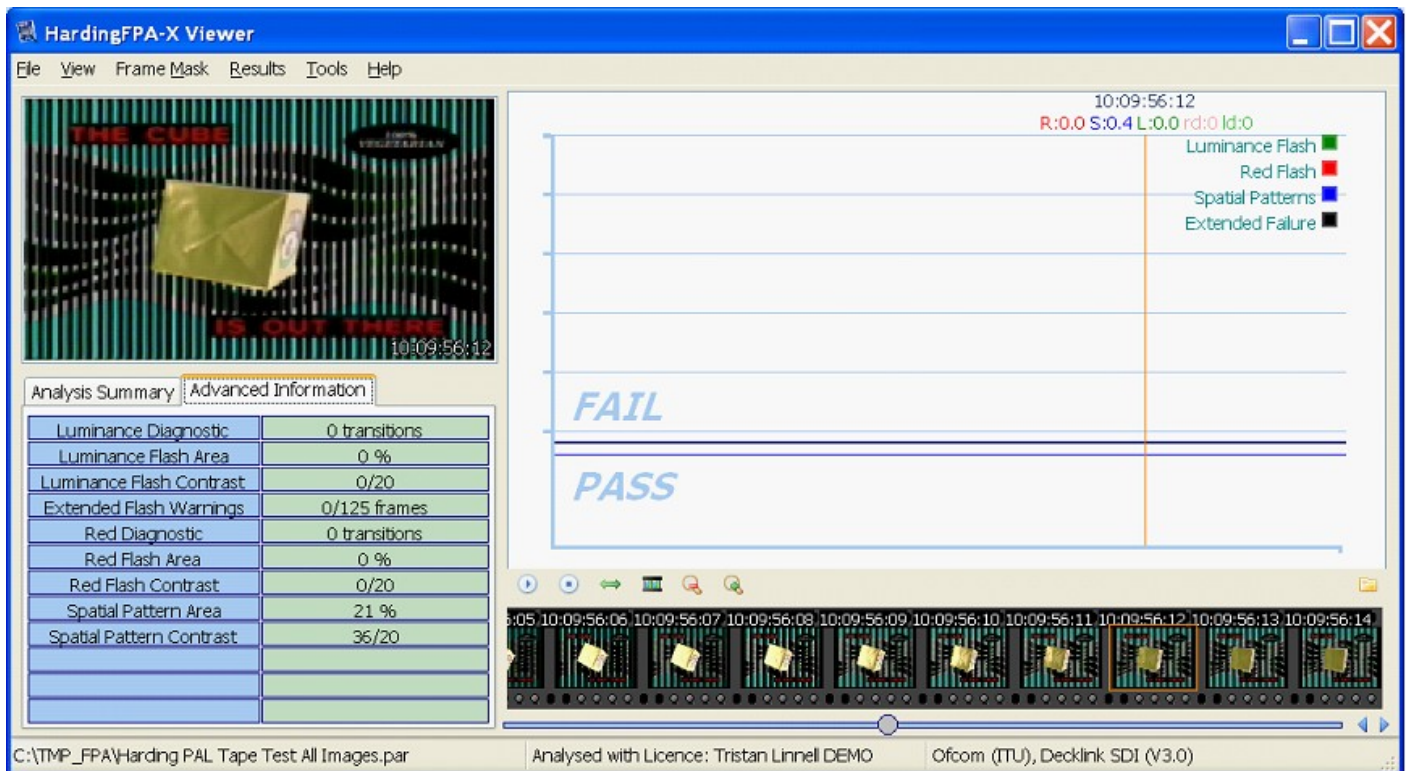 HardingFPA-X Viewer
File View Frame Mask Results Tools Help
THE CUBE
100%
VEGETARIAN
IS OUT THERE
10:09:56:12
Analysis Summary Advanced Information
Luminance Diagnostic 0 transitions
Luminance Flash Area 0 %
Luminance Flash Contrast 0/20
Extended Flash Warnings 0/125 frames
Red Diagnostic 0 transitions
Red Flash Area 0 %
Red Flash Contrast 0/20
Spatial Pattern Area 21 %
Spatial Pattern Contrast 36/20
10:09:56:12
R:0.0 S:0.4 L:0.0 rd:0 ld:0
Luminance Flash
Red Flash
Spatial Patterns
Extended Failure
FAIL
PASS
5:05 10:09:56:06 10:09:56:07 10:09:56:08 10:09:56:09 10:09:56:10 10:09:56:11 10:09:56:12 10:09:56:13 10:09:56:14
C:\TMP_FPA\Harding PAL Tape Test All Images.par Analysed with Licence: Tristan Linnell DEMO Ofcom (ITU), Decklink SDI (V3.0)